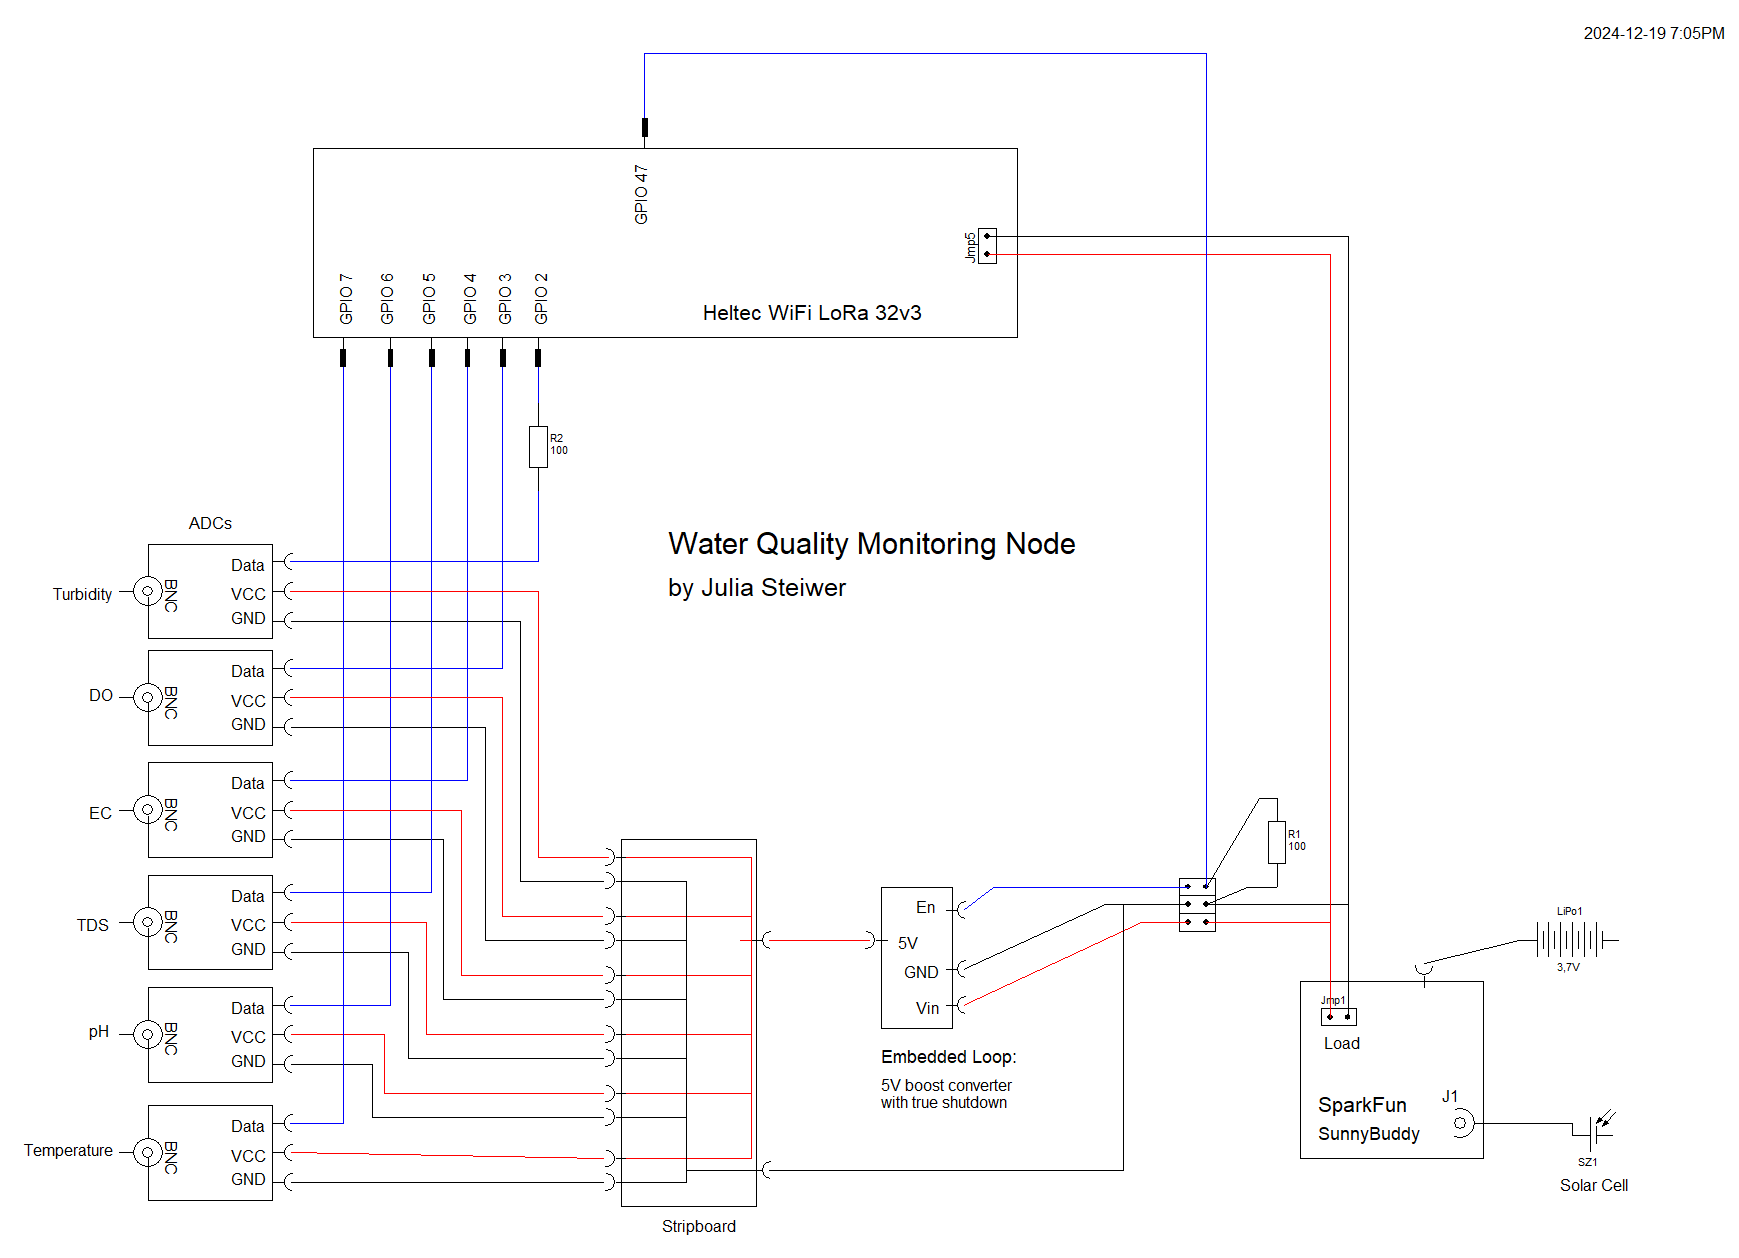 2024-12-19 7:05PM
GPIO 47
Jmp5
GPIO 7
GPIO 6
GPIO 5
GPIO 4
GPIO 3
GPIO 2
Heltec WiFi LoRa 32v3
R2
100
ADCs
Water Quality Monitoring Node
by Julia Steiwer
Turbidity
BNC
Data
VCC
GND
DO
BNC
Data
VCC
GND
EC
BNC
Data
VCC
GND
TDS
BNC
Data
VCC
GND
pH
BNC
Data
VCC
GND
Temperature
BNC
Data
VCC
GND
Stripboard
En
5V
GND
Vin
Embedded Loop:
5V boost converter
with true shutdown
R1
100
LiPo1
3,7V
Jmp1
Load
SparkFun
SunnyBuddy
J1
SZ1
Solar Cell